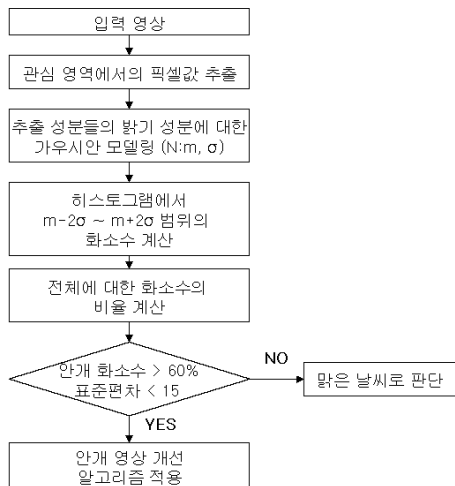 입력 영상
관심 영역에서의 픽셀값 추출
추출 성분들의 밝기 성분에 대한
가우시안 모델링 (N:m, σ)
히스토그램에서
m-2σ ~ m+2σ 범위의
화소수 계산
전체에 대한 화소수의
비율 계산
안개 화소수 > 60%
표준편차 < 15
NO
맑은 날씨로 판단
YES
안개 영상 개선
알고리즘 적용